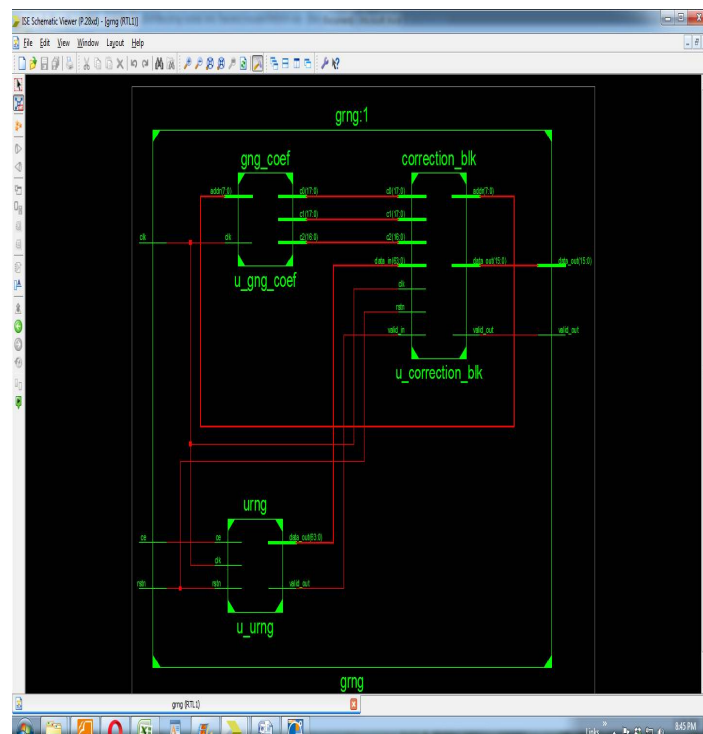 ISE Schematic Viewer (P.28xd) - [grng (RTL1)]
File Edit View Window Layout Help
grng:1
gng_coef
correction_blk
addr(7:0)
c0(17:0)
c0(17:0)
addr(7:0)
c1(17:0)
c1(17:0)
clk
clk
c2(16:0)
c2(16:0)
data_in(63:0)
data_out(15:0)
data_out(15:0)
u_gng_coef
clk
rstn
valid_in
valid_out
valid_out
u_correction_blk
urng
ce
ce
data_out(63:0)
clk
rstn
rstn
valid_out
u_urng
grng
grng (RTL1)
Links
8:45 PM